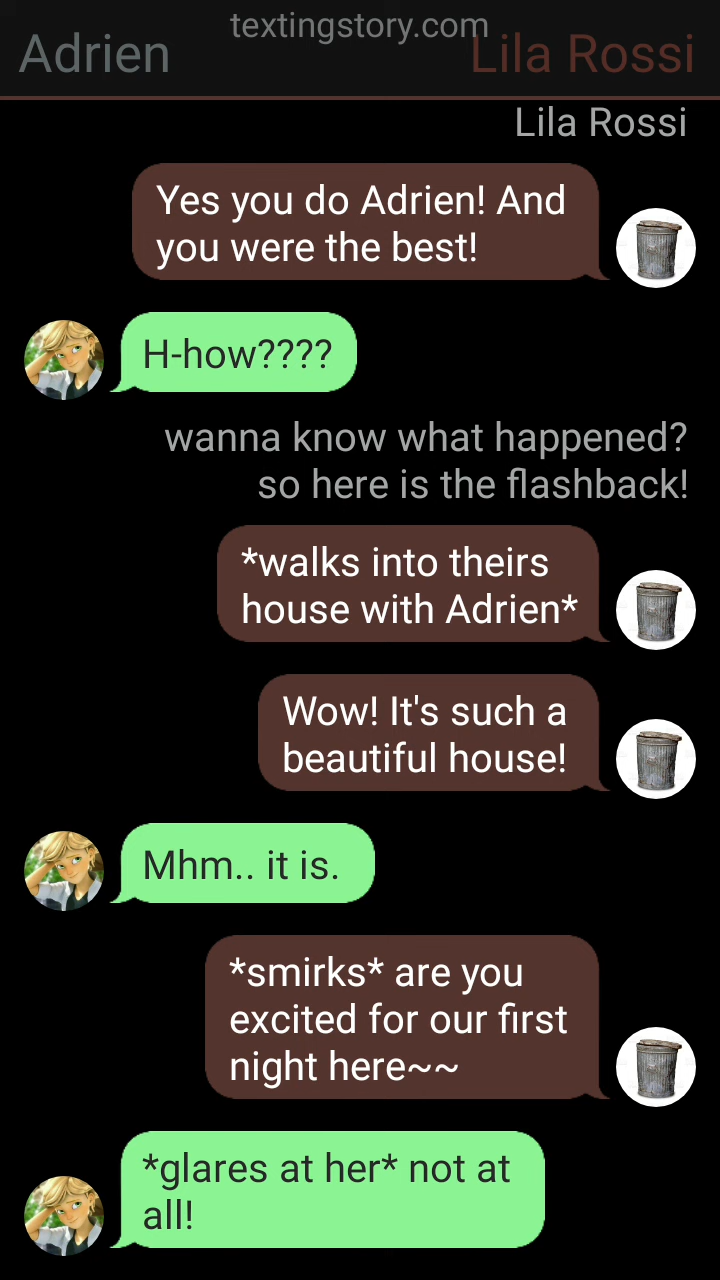 textingstory.com
Adrien
Lila Rossi
Lila Rossi
Yes you do Adrien! And
you were the best!
H-how????
wanna know what happened?
so here is the flashback!
*walks into theirs
house with Adrien*
Wow! It's such a
beautiful house!
Mhm.. it is.
*smirks* are you
excited for our first
night here~~
*glares at her* not at
all!